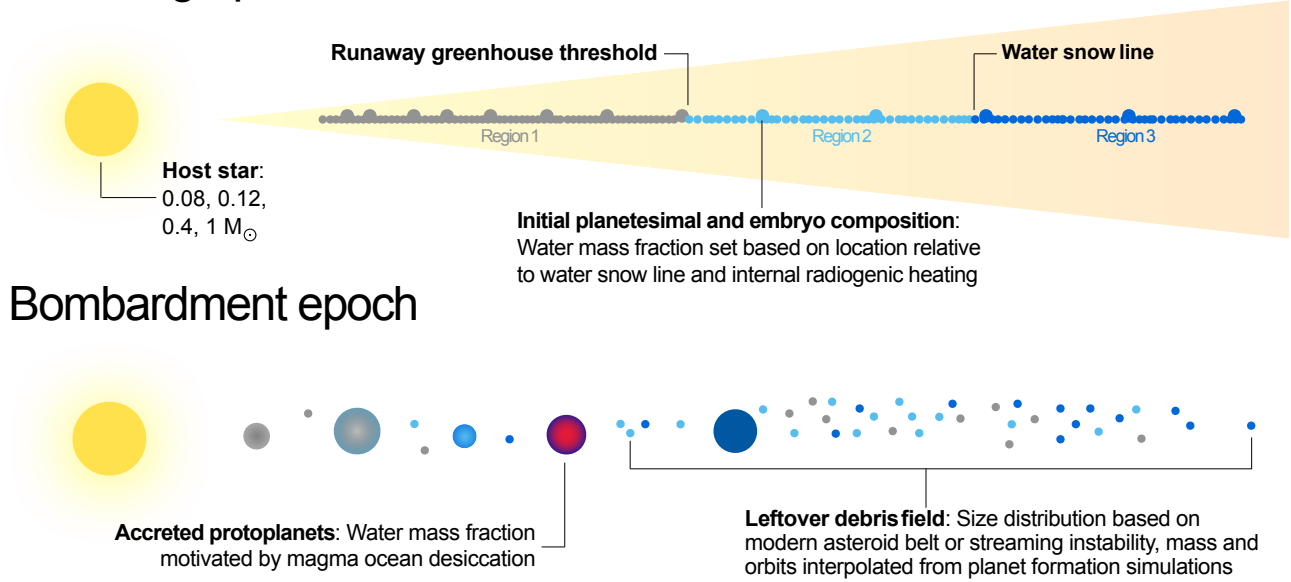 Runaway greenhouse threshold
Water snow line
Region 1
Region 2
Region 3
Host star:
0.08, 0.12,
0.4, 1 M☉
Initial planetesimal and embryo composition:
Water mass fraction set based on location relative
to water snow line and internal radiogenic heating
Bombardment epoch
Accreted protoplanets: Water mass fraction
motivated by magma ocean desiccation
Leftover debris field: Size distribution based on
modern asteroid belt or streaming instability, mass and
orbits interpolated from planet formation simulations